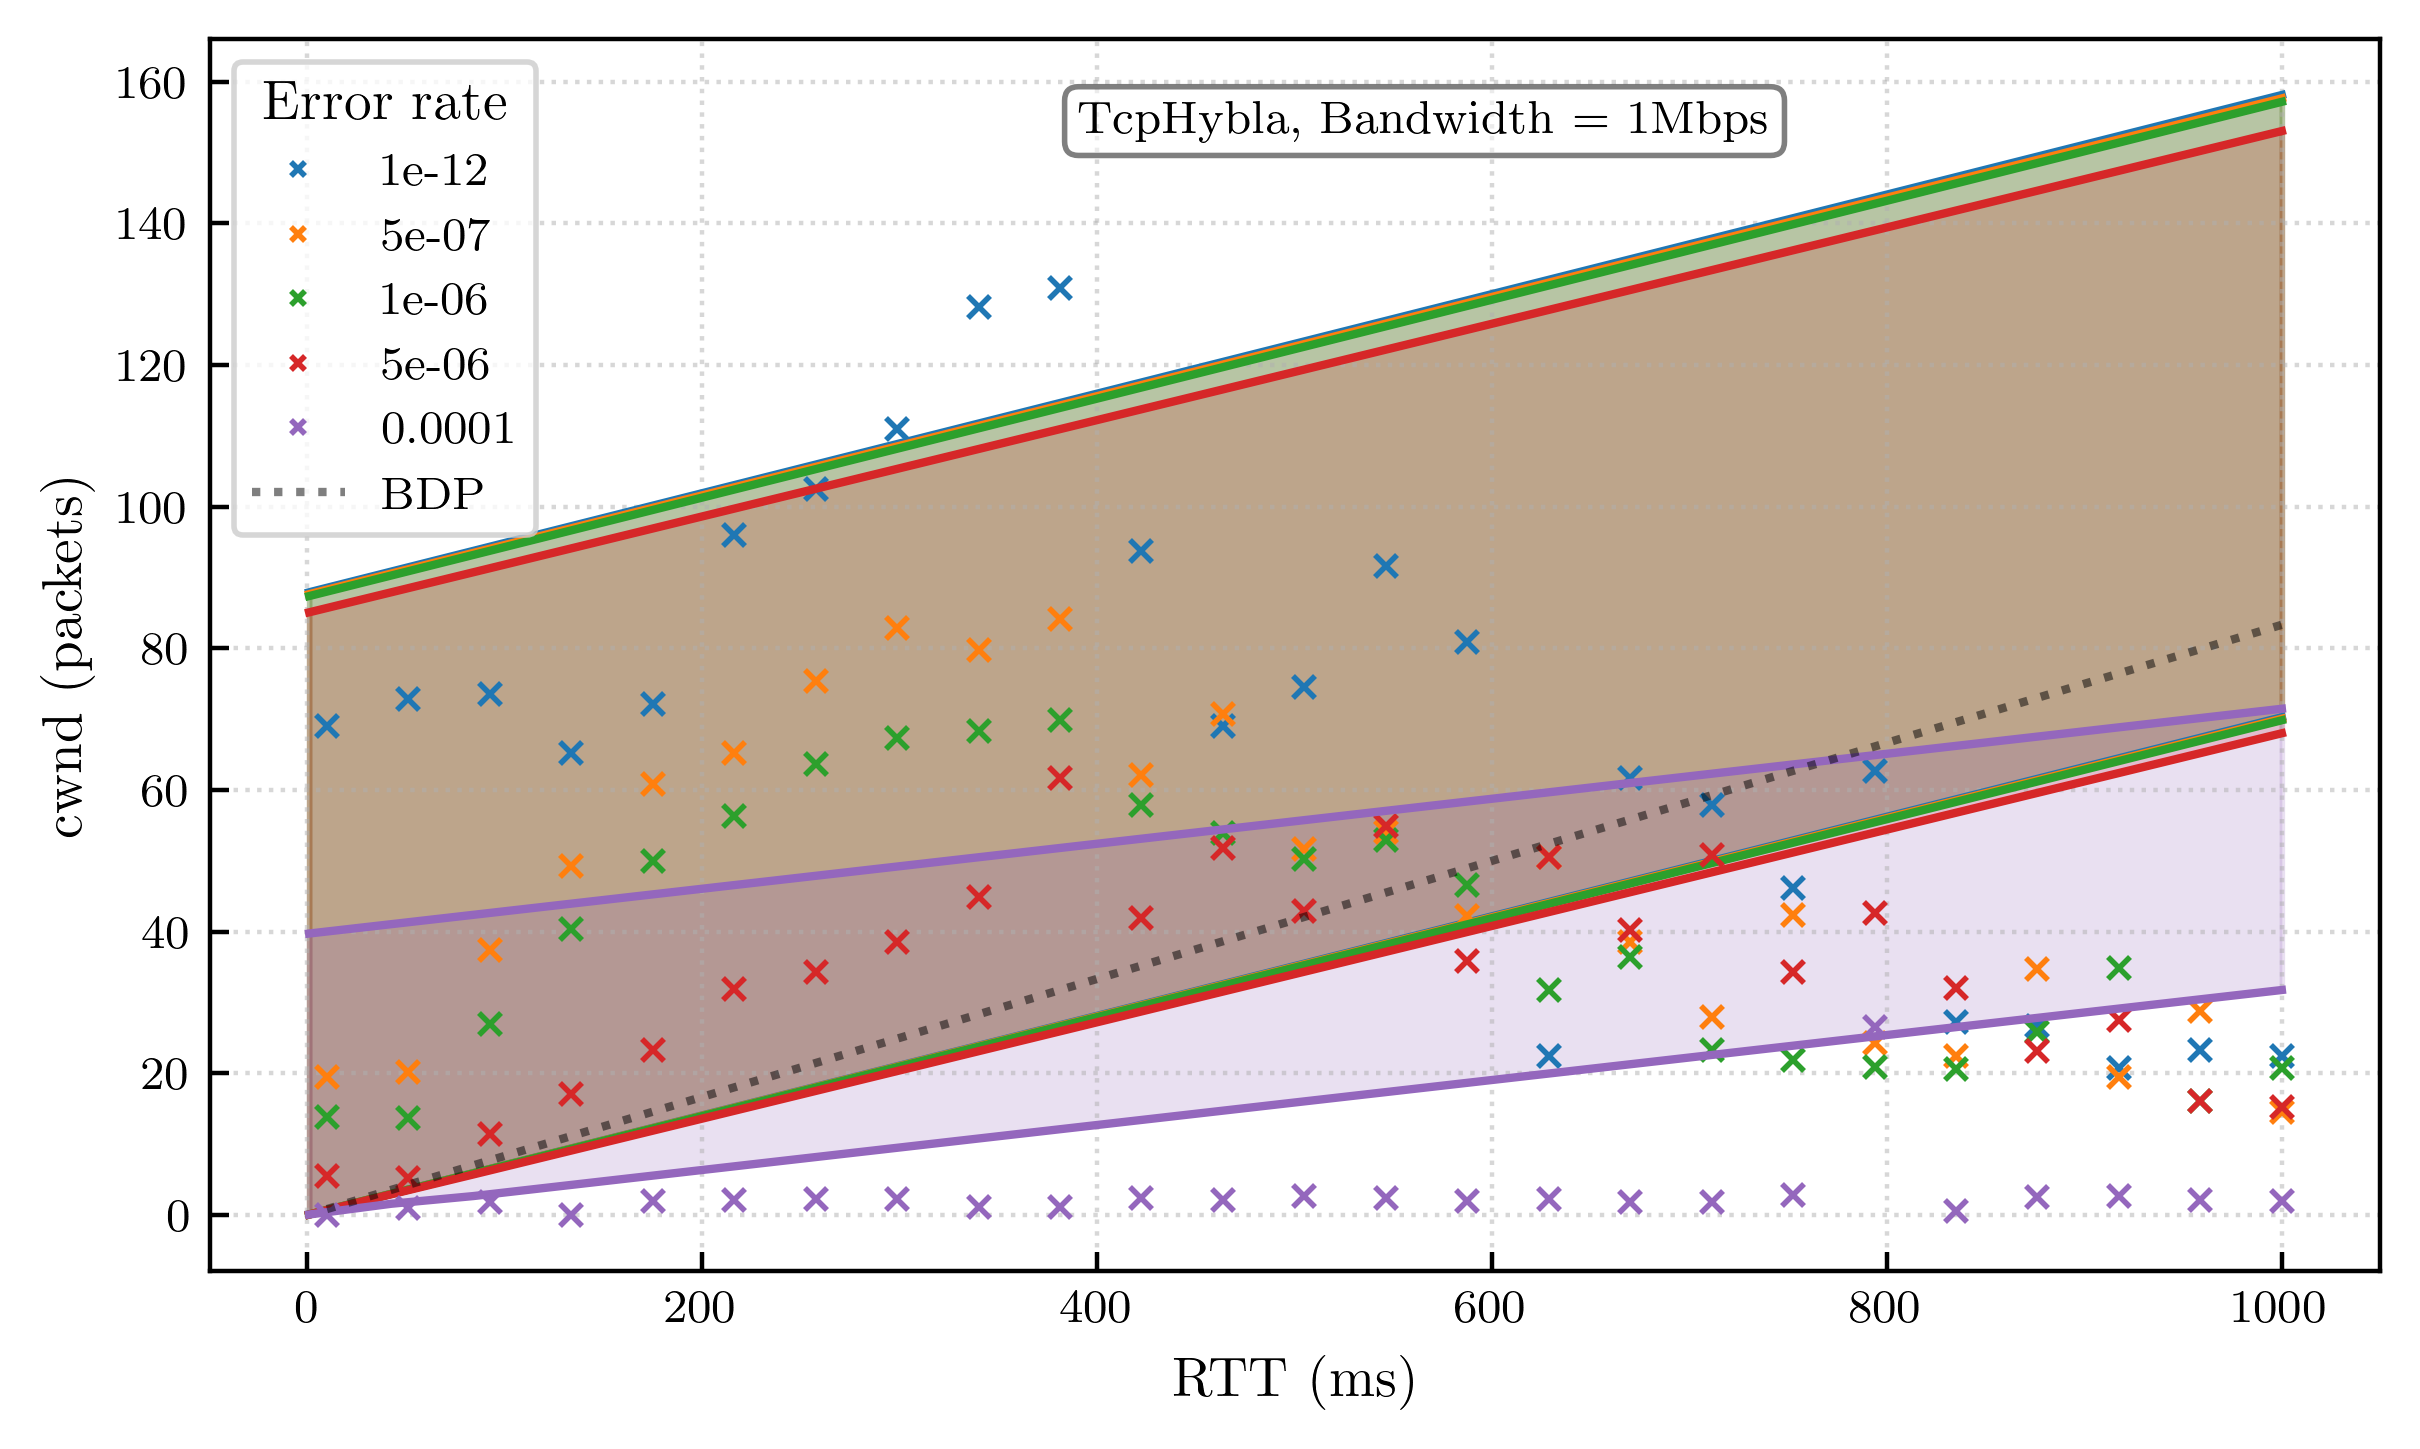 160
140
120
100
80
60
40
20
0
cwnd (packets)
Error rate
1e-12
5e-07
1e-06
5e-06
0.0001
BDP
TcpHybla, Bandwidth = 1Mbps
0 200 400 600 800 1000
RTT (ms)